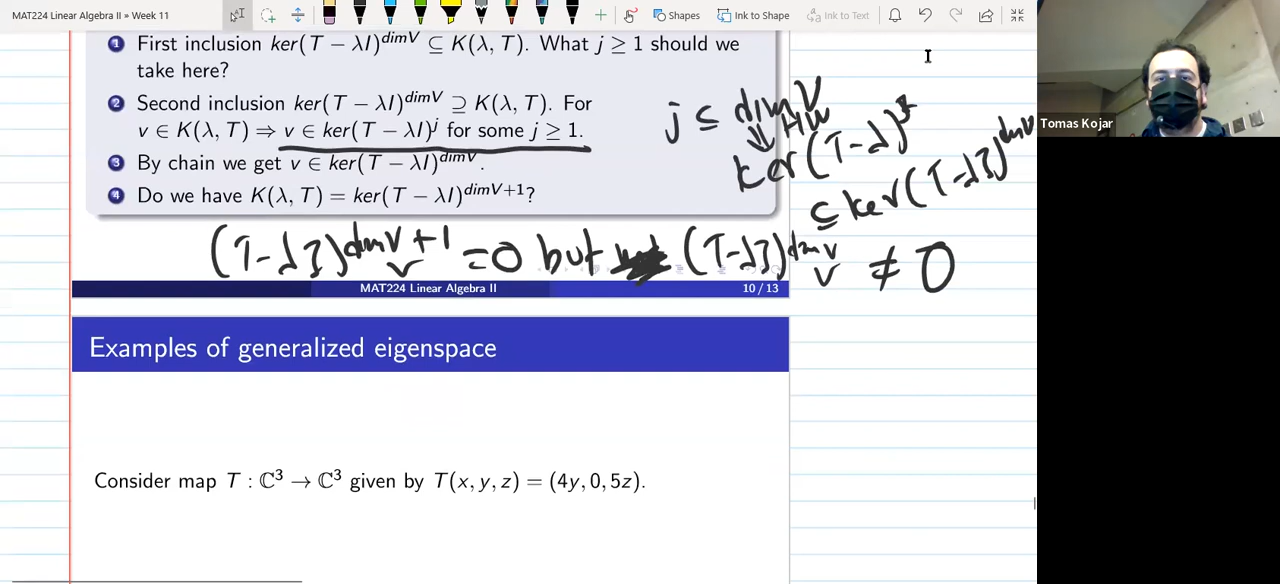 MAT224 Linear Algebra II » Week 11
Shapes
Ink to Shape
Ink to Text
1 First inclusion ker(T − λI)^dimV ⊆ K(λ, T). What j ≥ 1 should we
take here?
2 Second inclusion ker(T − λI)^dimV ⊇ K(λ, T). For
v ∈ K(λ, T) ⇒ v ∈ ker(T − λI)^j for some j ≥ 1.
3 By chain we get v ∈ ker(T − λI)^dimV.
4 Do we have K(λ, T) = ker(T − λI)^dimV+1?
j ≤ dim V
⇓ HW
ker(T-λ)^j
⊆ ker(T-λI)^dimV
(T-λI)^dimV+1 v = 0 but (T-λI)^dimV v ≠ 0
MAT224 Linear Algebra II
10 / 13
Examples of generalized eigenspace
Consider map T : ℂ³ → ℂ³ given by T(x, y, z) = (4y, 0, 5z).
Tomas Kojar